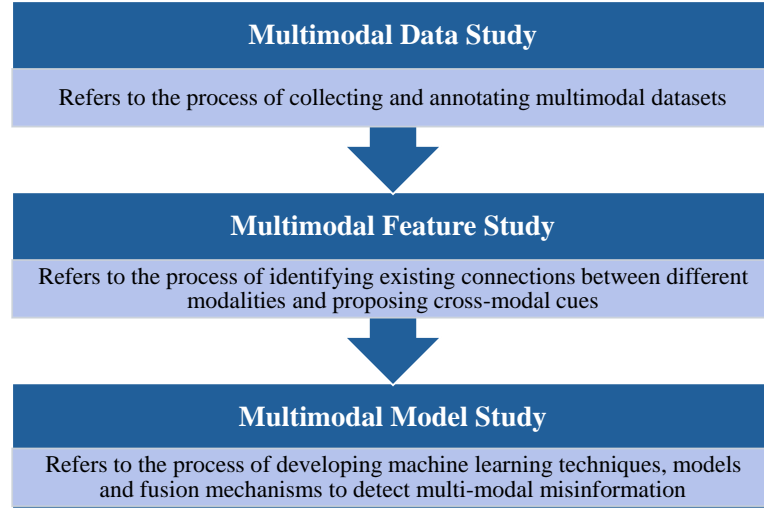 Multimodal Data Study
Refers to the process of collecting and annotating multimodal datasets
Multimodal Feature Study
Refers to the process of identifying existing connections between different
modalities and proposing cross-modal cues
Multimodal Model Study
Refers to the process of developing machine learning techniques, models
and fusion mechanisms to detect multi-modal misinformation